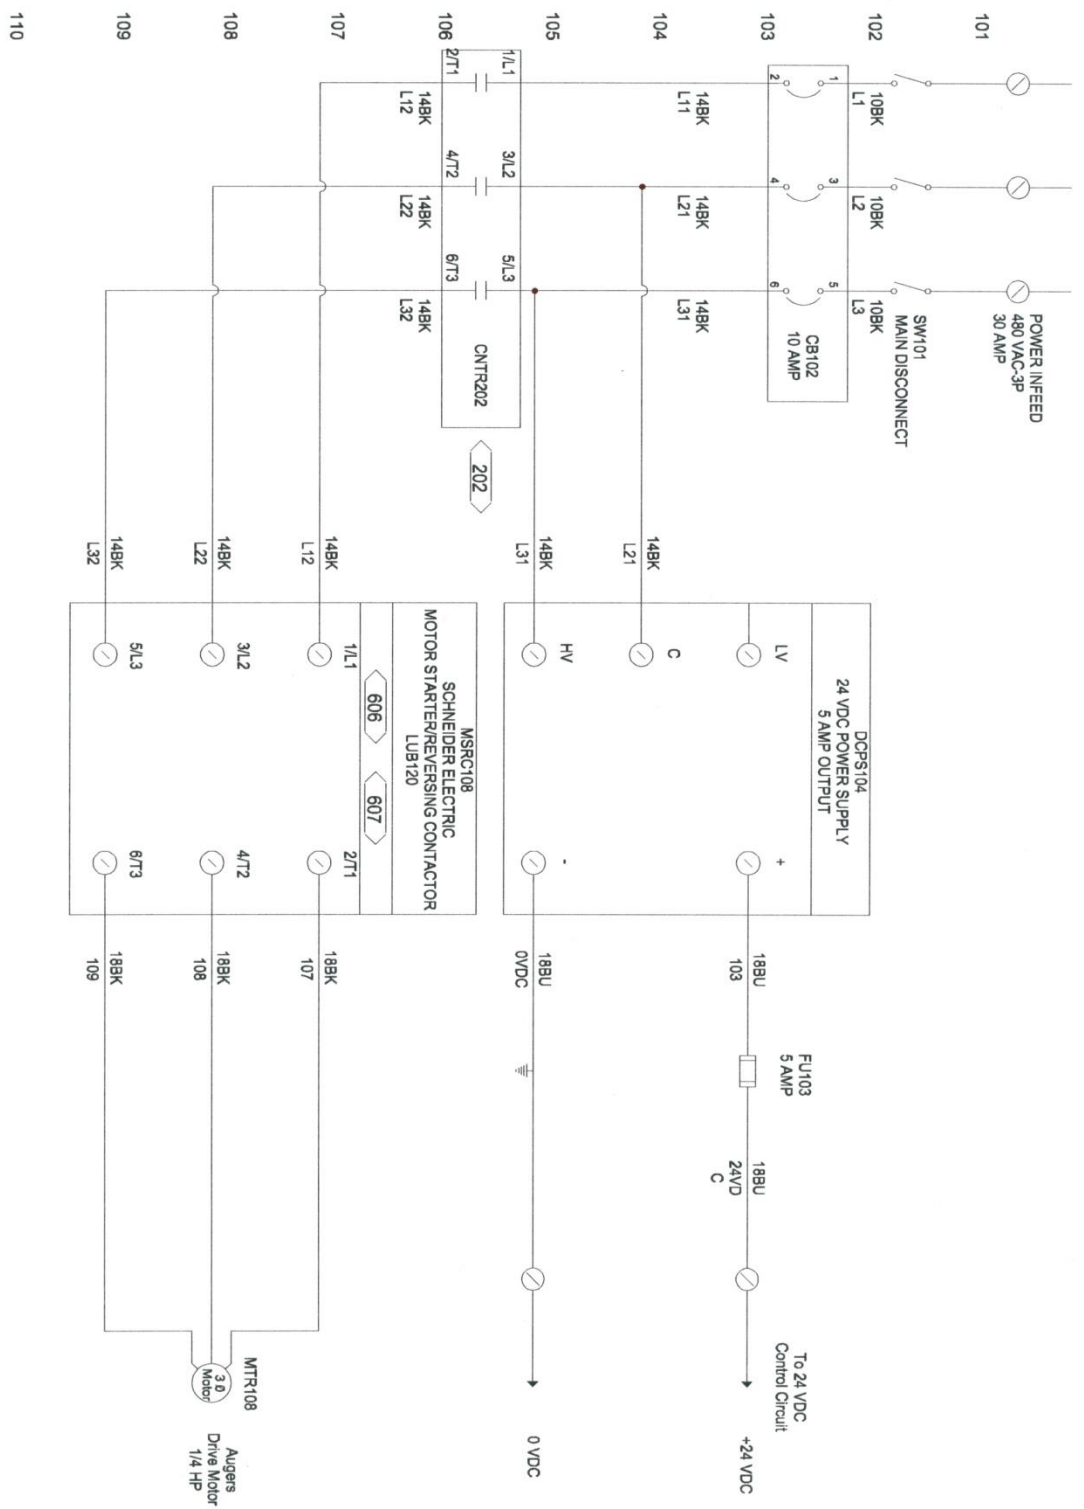 101
102
103
104
105
106
107
108
109
110
POWER INFEED
480 VAC-3P
30 AMP
SW101
MAIN DISCONNECT
10BK
L1
10BK
L2
10BK
L3
1
2
3
4
5
6
CB102
10 AMP
14BK
L11
14BK
L21
14BK
L31
1/L1
2/T1
3/L2
4/T2
5/L3
6/T3
CNTR202
202
14BK
L12
14BK
L22
14BK
L32
14BK
L21
14BK
L31
14BK
L12
14BK
L22
14BK
L32
DCPS104
24 VDC POWER SUPPLY
5 AMP OUTPUT
LV
C
HV
+
-
18BU
103
FU103
5 AMP
18BU
24VD
C
To 24 VDC
Control Circuit
+24 VDC
18BU
0VDC
0 VDC
MSRC108
SCHNEIDER ELECTRIC
MOTOR STARTER/REVERSING CONTACTOR
LUB120
606
607
1/L1
2/T1
3/L2
4/T2
5/L3
6/T3
18BK
107
18BK
108
18BK
109
MTR108
3 Ø
Motor
Augers
Drive Motor
1/4 HP